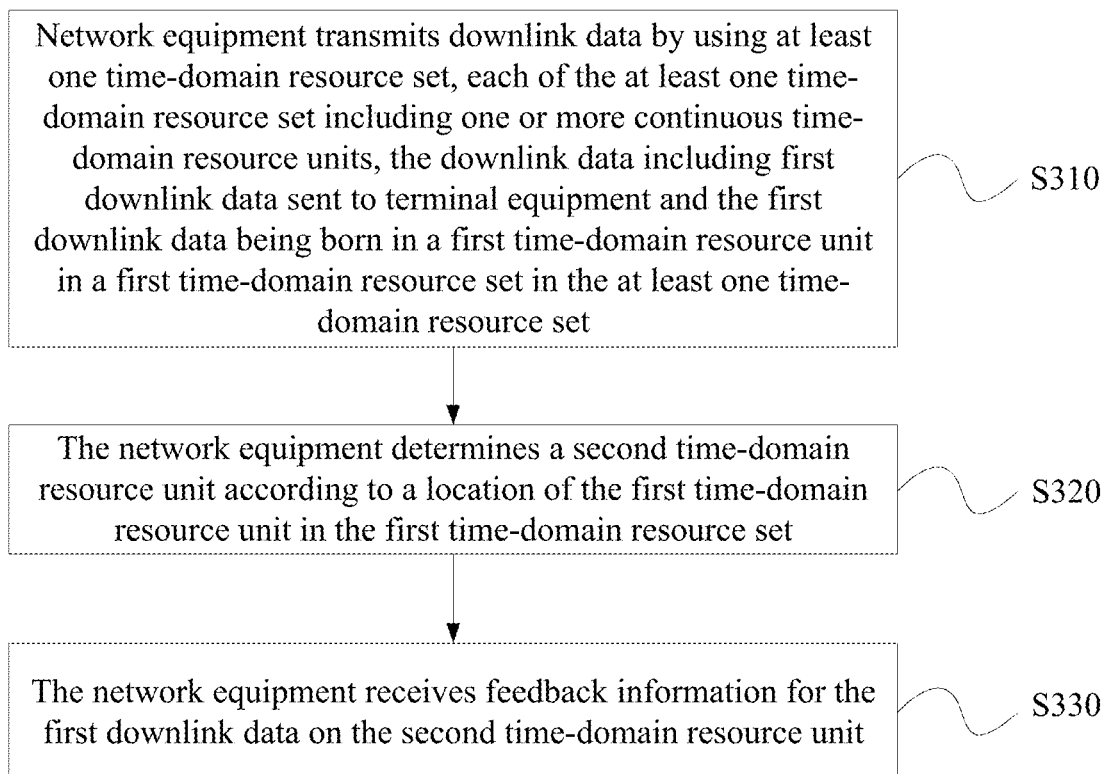 Network equipment transmits downlink data by using at least
one time-domain resource set, each of the at least one time-
domain resource set including one or more continuous time-
domain resource units, the downlink data including first
downlink data sent to terminal equipment and the first
downlink data being born in a first time-domain resource unit
in a first time-domain resource set in the at least one time-
domain resource set
S310
The network equipment determines a second time-domain
resource unit according to a location of the first time-domain
resource unit in the first time-domain resource set
S320
The network equipment receives feedback information for the
first downlink data on the second time-domain resource unit
S330